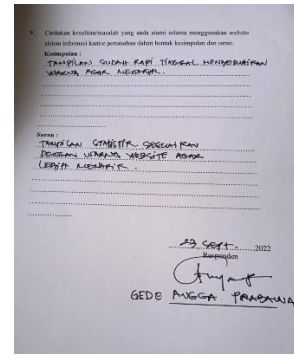 V. Ceritakan kesulitan/masalah yang anda alami selama menggunakan website
sistem informasi kantor pertanahan dalam bentuk kesimpulan dan saran.
Kesimpulan :
TAMPILAN SUDAH RAPI TINGGAL MENYESUAIKAN
WARNA AGAR MENARIK.
Saran :
TAMPILAN STATISTIK SESUAIKAN
DENGAN WARNA WEBSITE AGAR
LEBIH MENARIK.
23 SEPT. 2022
Responden
GEDE ANGGA PRABAWA